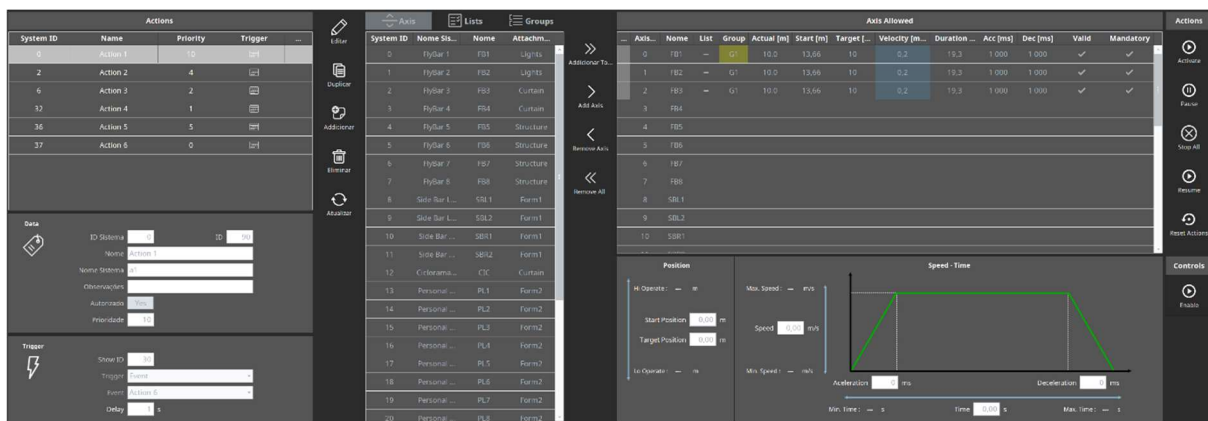 Actions
System ID Name Priority Trigger ...
0 Action 1 10
2 Action 2 4
6 Action 3 2
32 Action 4 1
36 Action 5 5
37 Action 6 0
Data
ID Sistema 0 ID 90
Nome Action 1
Nome Sistema a1
Observações
Autorizado Yes
Prioridade 10
Trigger
Show ID 30
Trigger Event
Event Action 6
Delay 1 s
Editar
Duplicar
Addicionar
Eliminar
Atualizar
Axis Lists Groups
System ID Nome Sis... Nome Attachm...
0 FlyBar 1 FB1 Lights
1 FlyBar 2 FB2 Lights
2 FlyBar 3 FB3 Curtain
3 FlyBar 4 FB4 Curtain
4 FlyBar 5 FB5 Structure
5 FlyBar 6 FB6 Structure
6 FlyBar 7 FB7 Structure
7 FlyBar 8 FB8 Structure
8 Side Bar L... SBL1 Form1
9 Side Bar L... SBL2 Form1
10 Side Bar ... SBR1 Form1
11 Side Bar ... SBR2 Form1
12 Ciclorama... CIC Curtain
13 Personal ... PL1 Form2
14 Personal ... PL2 Form2
15 Personal ... PL3 Form2
16 Personal ... PL4 Form2
17 Personal ... PL5 Form2
18 Personal ... PL6 Form2
19 Personal ... PL7 Form2
20 Personal ... PL8 Form2
Addicionar To...
Add Axis
Remove Axis
Remove All
Axis Allowed
... Axis... Nome List Group Actual [m] Start [m] Target [... Velocity [m... Duration ... Acc [ms] Dec [ms] Valid Mandatory
0 FB1 — G1 10.0 13,66 10 0,2 19,3 1 000 1 000 ✓ ✓
1 FB2 — G1 10.0 13,66 10 0,2 19,3 1 000 1 000 ✓ ✓
2 FB3 — G1 10.0 13,66 10 0,2 19,3 1 000 1 000 ✓ ✓
3 FB4
4 FB5
5 FB6
6 FB7
7 FB8
8 SBL1
9 SBL2
10 SBR1
Position
Hi Operate : — m
Start Position 0,00 m
Target Position 0,00 m
Lo Operate : — m
Speed - Time
Max. Speed : — m/s
Speed 0,00 m/s
Min. Speed : — m/s
Aceleration 0 ms Deceleration 0 ms
Min. Time : — s Time 0,00 s Max. Time : — s
Actions
Activate
Pause
Stop All
Resume
Reset Actions
Controls
Enable